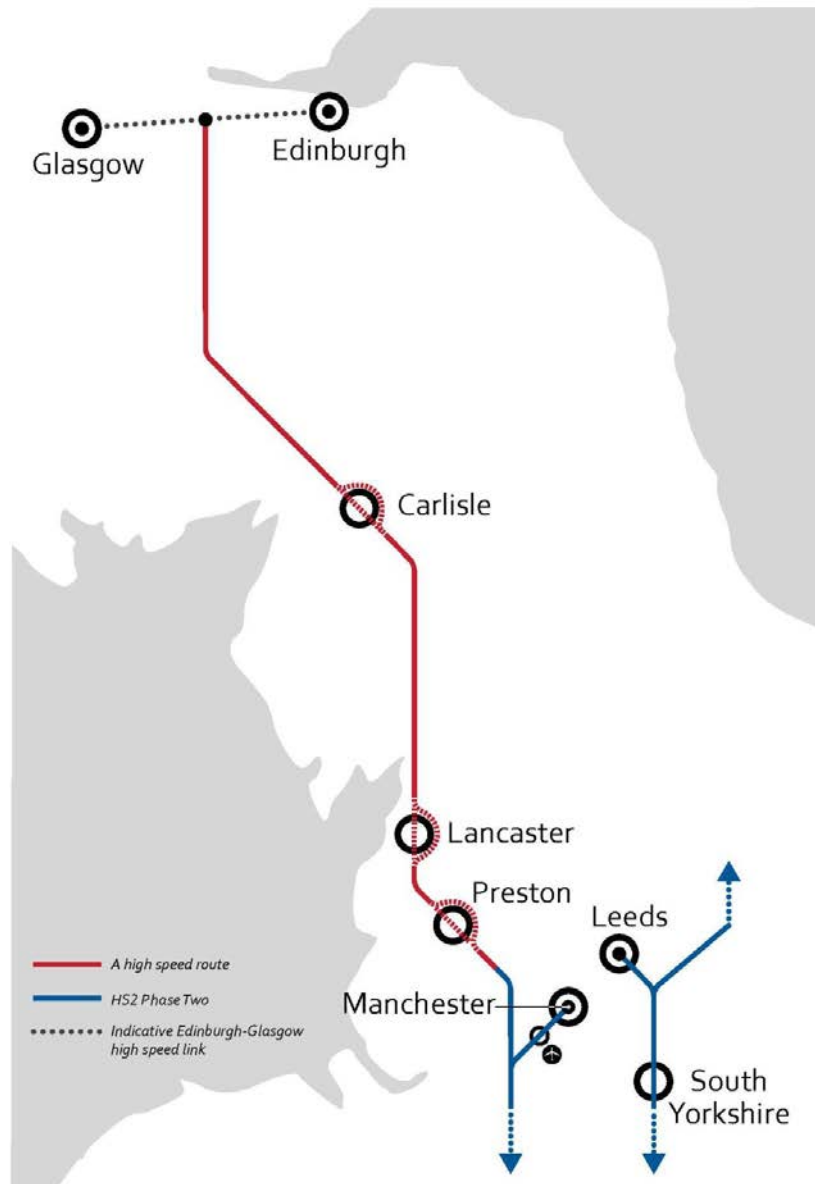 Glasgow
Edinburgh
Carlisle
Lancaster
Preston
Leeds
Manchester
South
Yorkshire
A high speed route
HS2 Phase Two
Indicative Edinburgh-Glasgow
high speed link